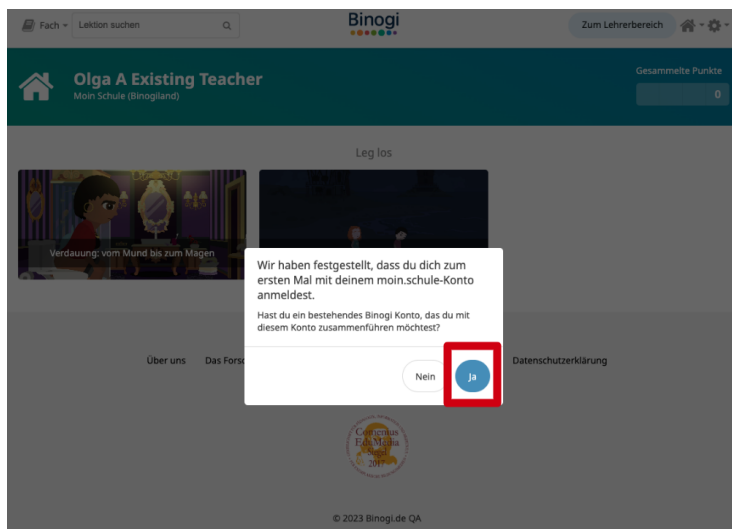 Fach
Lektion suchen
Binogi
Zum Lehrerbereich
Olga A Existing Teacher
Moin Schule (Binogiland)
Gesammelte Punkte
0
Leg los
Verdauung: vom Mund bis zum Magen
Wir haben festgestellt, dass du dich zum
ersten Mal mit deinem moin.schule-Konto
anmeldest.
Hast du ein bestehendes Binogi Konto, das du mit
diesem Konto zusammenführen möchtest?
Nein
Ja
Über uns
Das Forsc
Datenschutzerklärung
Comenius
EduMedia
Siegel
2017
© 2023 Binogi.de QA